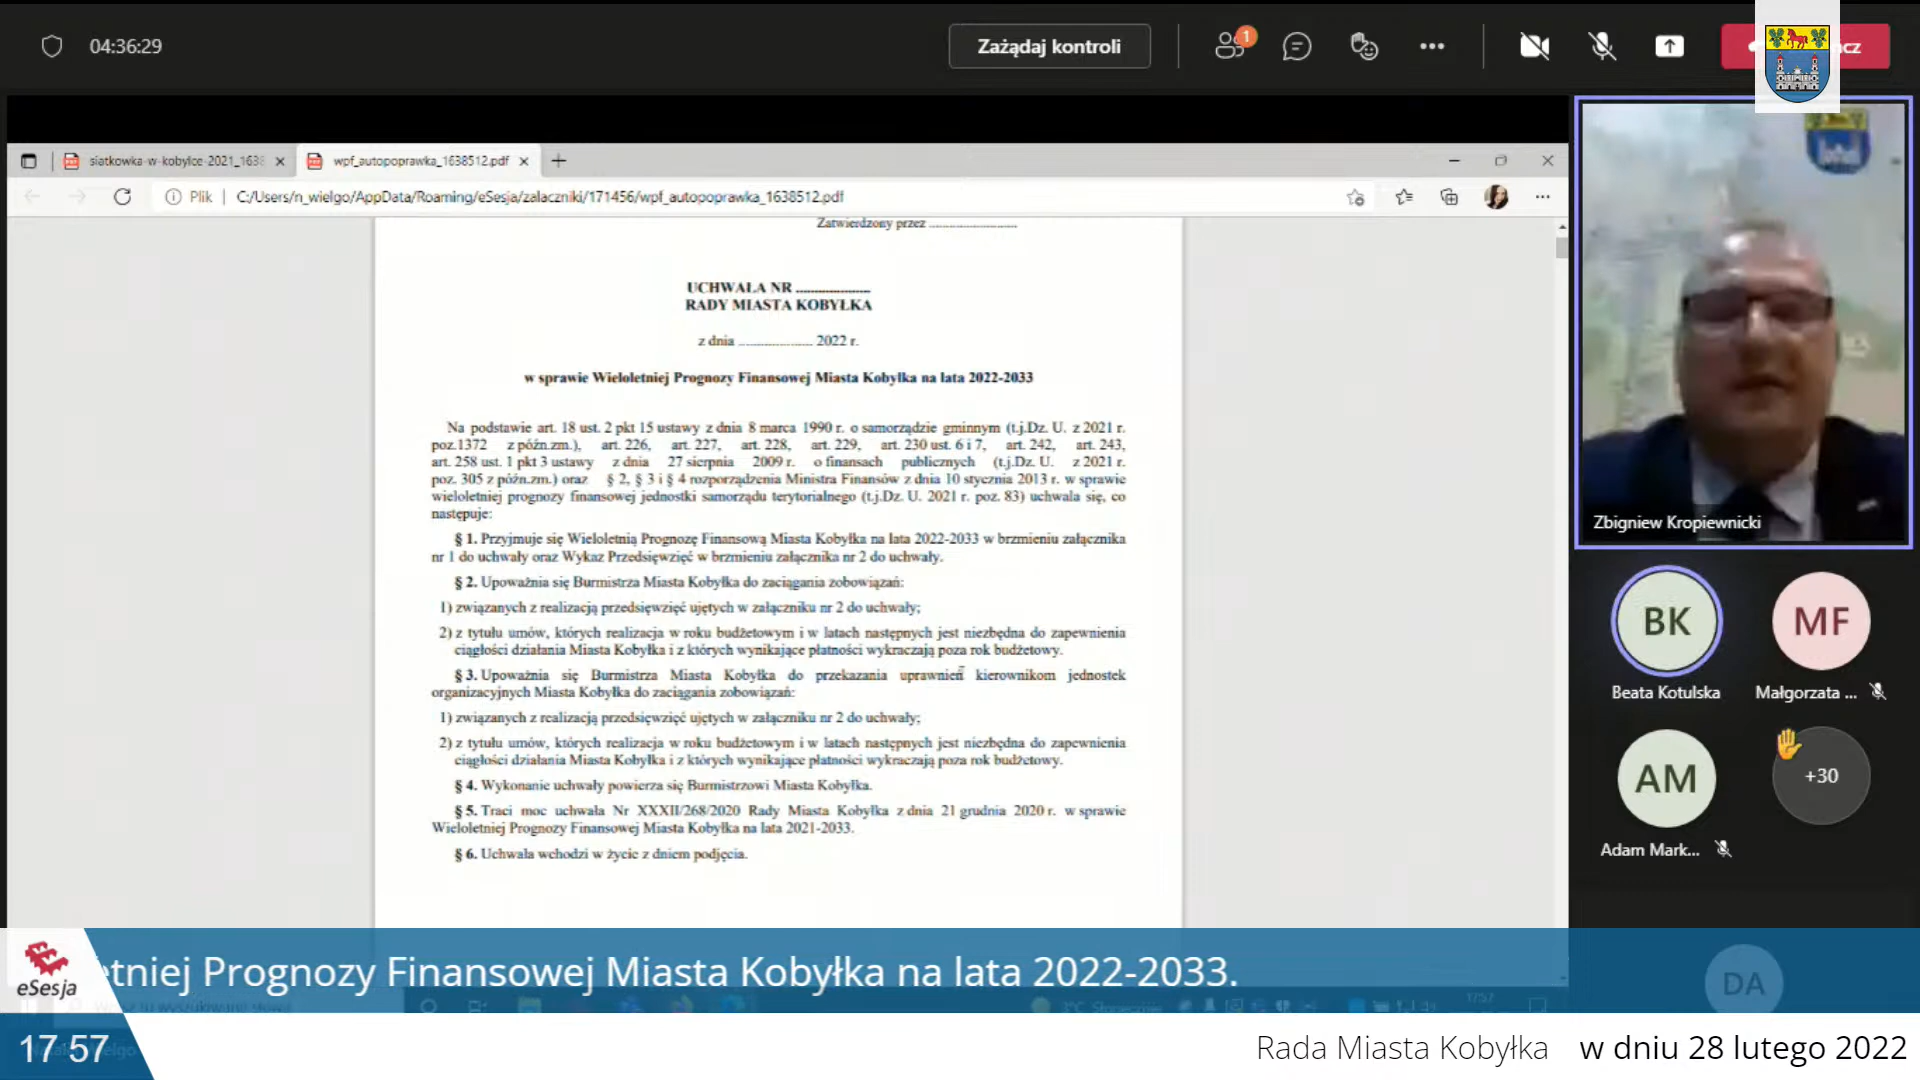 04:36:29
Zażądaj kontroli
1
cz
siatkowka-w-kobylce-2021_1638
wpf_autopoprawka_1638512.pdf
Plik
C:/Users/n_wielgo/AppData/Roaming/eSesja/zalaczniki/171456/wpf_autopoprawka_1638512.pdf
Zatwierdzony przez ............................
UCHWAŁA NR ....................
RADY MIASTA KOBYŁKA
z dnia .................... 2022 r.
w sprawie Wieloletniej Prognozy Finansowej Miasta Kobyłka na lata 2022-2033
Na podstawie art. 18 ust. 2 pkt 15 ustawy z dnia 8 marca 1990 r. o samorządzie gminnym (t.j.Dz. U. z 2021 r.
poz.1372 z późn.zm.), art. 226, art. 227, art. 228, art. 229, art. 230 ust. 6 i 7, art. 242, art. 243,
art. 258 ust. 1 pkt 3 ustawy z dnia 27 sierpnia 2009 r. o finansach publicznych (t.j.Dz. U. z 2021 r.
poz. 305 z późn.zm.) oraz § 2, § 3 i § 4 rozporządzenia Ministra Finansów z dnia 10 stycznia 2013 r. w sprawie
wieloletniej prognozy finansowej jednostki samorządu terytorialnego (t.j.Dz. U. 2021 r. poz. 83) uchwala się, co
następuje:
§ 1. Przyjmuje się Wieloletnią Prognozę Finansową Miasta Kobyłka na lata 2022-2033 w brzmieniu załącznika
nr 1 do uchwały oraz Wykaz Przedsięwzięć w brzmieniu załącznika nr 2 do uchwały.
§ 2. Upoważnia się Burmistrza Miasta Kobyłka do zaciągania zobowiązań:
1) związanych z realizacją przedsięwzięć ujętych w załączniku nr 2 do uchwały;
2) z tytułu umów, których realizacja w roku budżetowym i w latach następnych jest niezbędna do zapewnienia
ciągłości działania Miasta Kobyłka i z których wynikające płatności wykraczają poza rok budżetowy.
§ 3. Upoważnia się Burmistrza Miasta Kobyłka do przekazania uprawnień kierownikom jednostek
organizacyjnych Miasta Kobyłka do zaciągania zobowiązań:
1) związanych z realizacją przedsięwzięć ujętych w załączniku nr 2 do uchwały;
2) z tytułu umów, których realizacja w roku budżetowym i w latach następnych jest niezbędna do zapewnienia
ciągłości działania Miasta Kobyłka i z których wynikające płatności wykraczają poza rok budżetowy.
§ 4. Wykonanie uchwały powierza się Burmistrzowi Miasta Kobyłka.
§ 5. Traci moc uchwała Nr XXXII/268/2020 Rady Miasta Kobyłka z dnia 21 grudnia 2020 r. w sprawie
Wieloletniej Prognozy Finansowej Miasta Kobyłka na lata 2021-2033.
§ 6. Uchwała wchodzi w życie z dniem podjęcia.
Zbigniew Kropiewnicki
BK
MF
Beata Kotulska
Małgorzata ...
AM
+30
Adam Mark...
DA
eSesja
etniej Prognozy Finansowej Miasta Kobyłka na lata 2022-2033.
17:57
Rada Miasta Kobyłka w dniu 28 lutego 2022